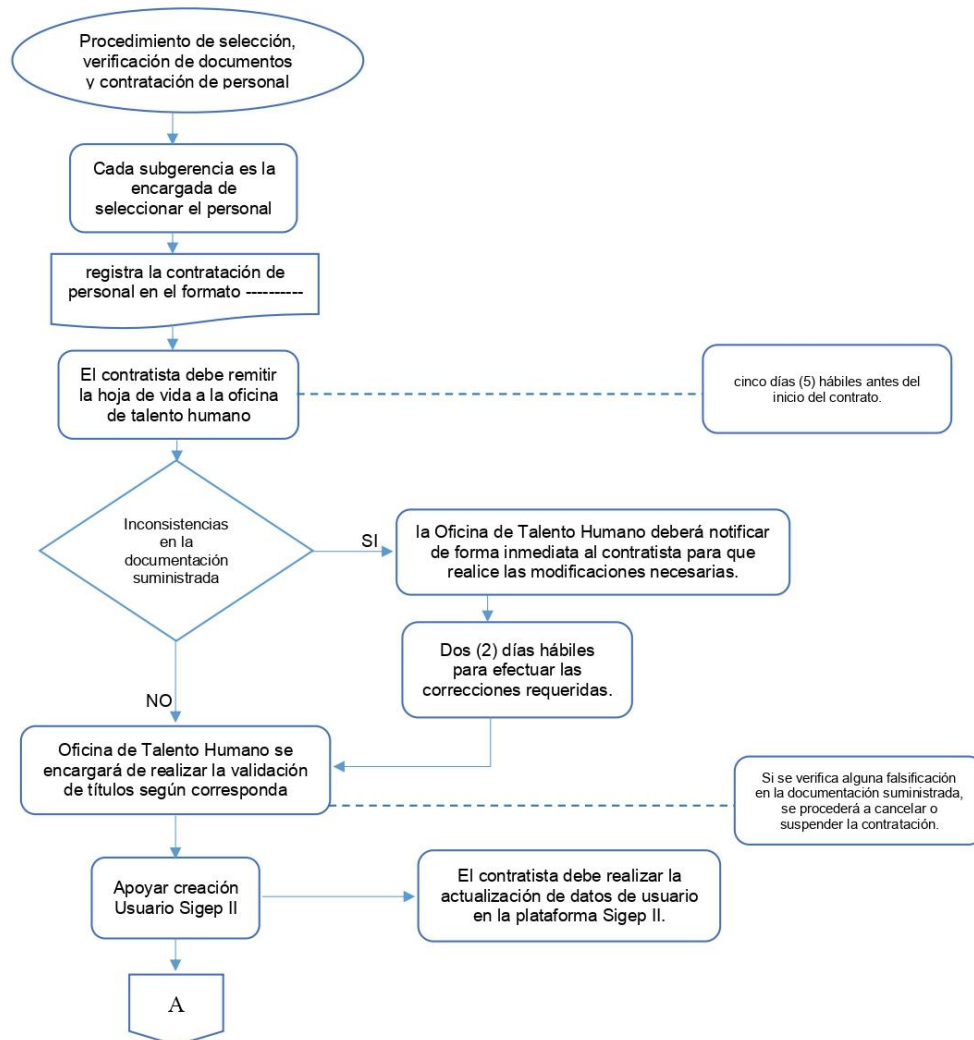 Procedimiento de selección,
verificación de documentos
y contratación de personal
Cada subgerencia es la
encargada de
seleccionar el personal
registra la contratación de
personal en el formato ----------
El contratista debe remitir
la hoja de vida a la oficina
de talento humano
cinco días (5) hábiles antes del
inicio del contrato.
Inconsistencias
en la
documentación
suministrada
SI
la Oficina de Talento Humano deberá notificar
de forma inmediata al contratista para que
realice las modificaciones necesarias.
Dos (2) días hábiles
para efectuar las
correcciones requeridas.
NO
Oficina de Talento Humano se
encargará de realizar la validación
de títulos según corresponda
Si se verifica alguna falsificación
en la documentación suministrada,
se procederá a cancelar o
suspender la contratación.
Apoyar creación
Usuario Sigep II
El contratista debe realizar la
actualización de datos de usuario
en la plataforma Sigep II.
A